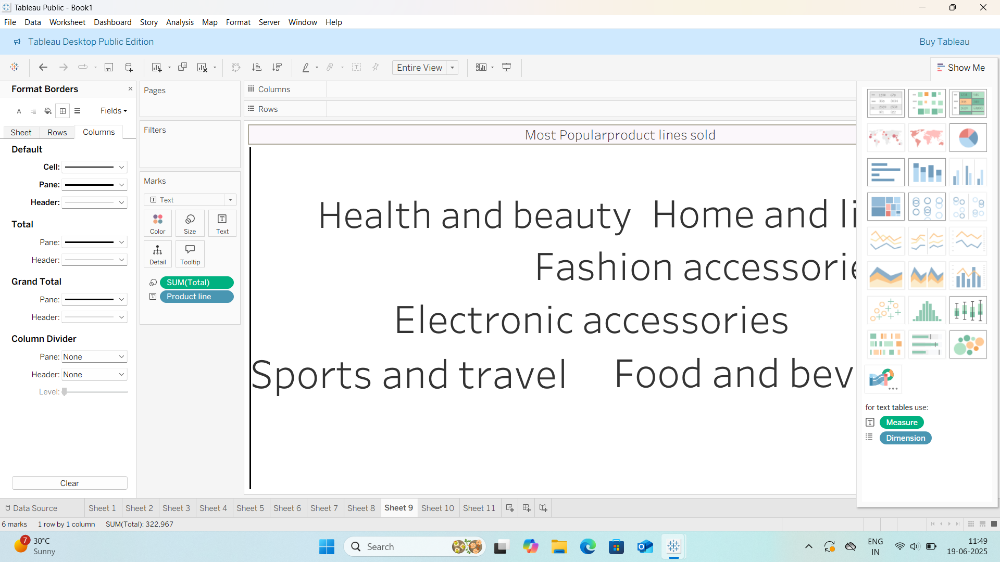 Tableau Public - Book1
File Data Worksheet Dashboard Story Analysis Map Format Server Window Help
Tableau Desktop Public Edition Buy Tableau
Entire View Show Me
Format Borders
Fields
Sheet Rows Columns
Default
Cell:
Pane:
Header:
Total
Pane:
Header:
Grand Total
Pane:
Header:
Column Divider
Pane: None
Header: None
Level:
Clear
Pages
Filters
Marks
Text
Color Size Text
Detail Tooltip
SUM(Total)
Product line
Columns
Rows
Most Popularproduct lines sold
Health and beauty Home and li
Fashion accessorie
Electronic accessories
Sports and travel Food and bev
for text tables use:
Measure
Dimension
Data Source Sheet 1 Sheet 2 Sheet 3 Sheet 4 Sheet 5 Sheet 6 Sheet 7 Sheet 8 Sheet 9 Sheet 10 Sheet 11
6 marks 1 row by 1 column SUM(Total): 322,967
7 30°C
Sunny
Search
ENG
IN
11:49
19-06-2025